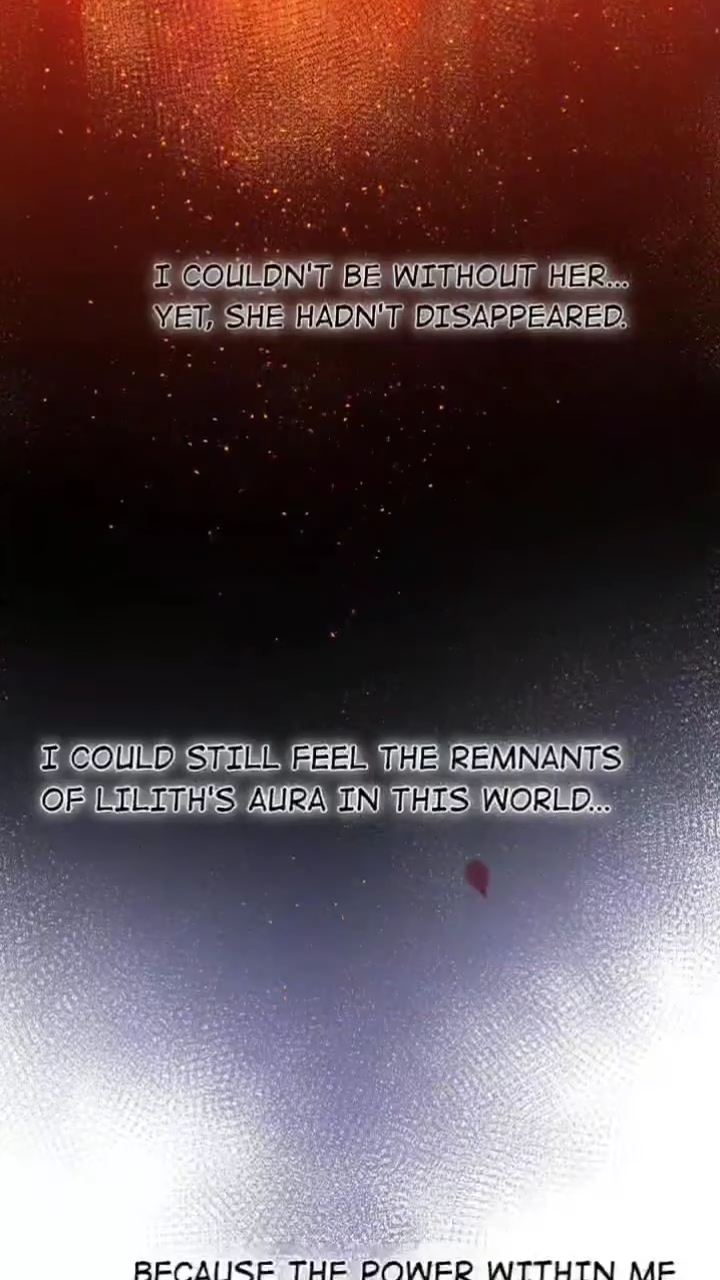 I COULDN'T BE WITHOUT HER...
YET, SHE HADN'T DISAPPEARED.
I COULD STILL FEEL THE REMNANTS
OF LILITH'S AURA IN THIS WORLD...
BECAUSE THE POWER WITHIN ME